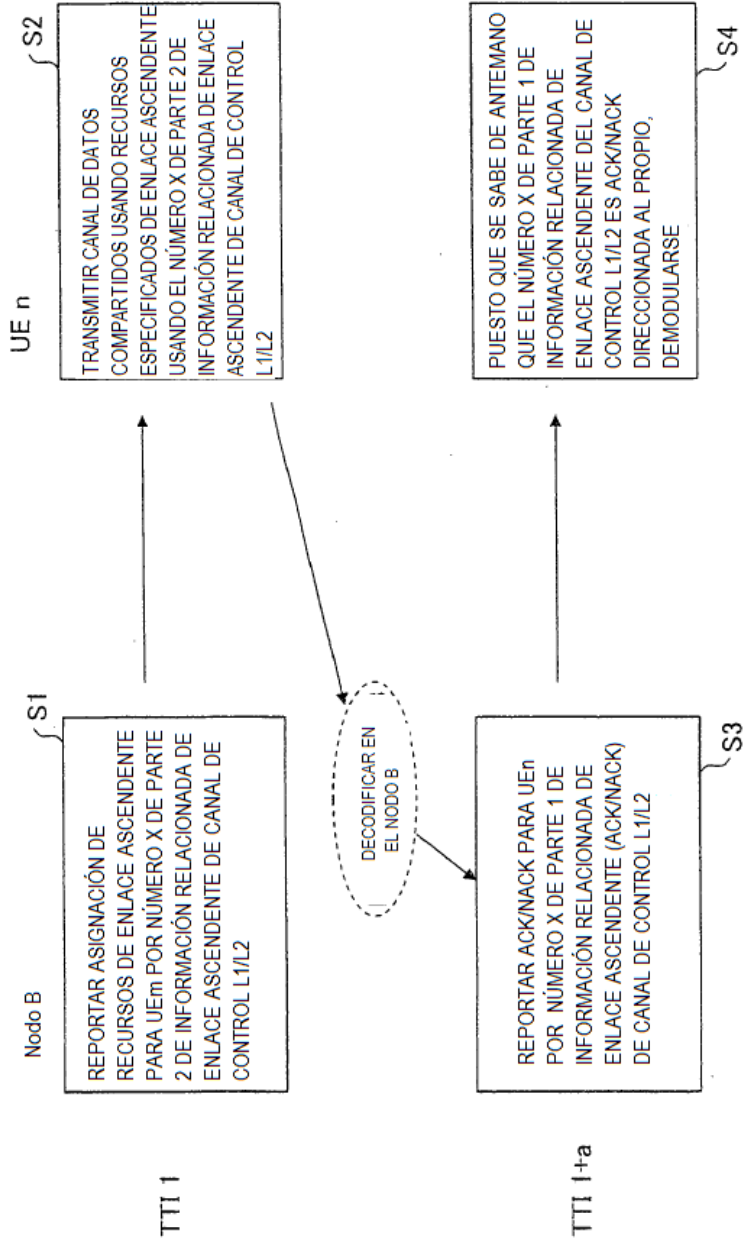 Nodo B
UE n
TTI 1
S1
REPORTAR ASIGNACIÓN DE
RECURSOS DE ENLACE ASCENDENTE
PARA UEm POR NÚMERO X DE PARTE
2 DE INFORMACIÓN RELACIONADA DE
ENLACE ASCENDENTE DE CANAL DE
CONTROL L1/L2
S2
TRANSMITIR CANAL DE DATOS
COMPARTIDOS USANDO RECURSOS
ESPECIFICADOS DE ENLACE ASCENDENTE
USANDO EL NÚMERO X DE PARTE 2 DE
INFORMACIÓN RELACIONADA DE ENLACE
ASCENDENTE DE CANAL DE CONTROL
L1/L2
DECODIFICAR EN
EL NODO B
TTI 1+a
REPORTAR ACK/NACK PARA UEn
POR NÚMERO X DE PARTE 1 DE
INFORMACIÓN RELACIONADA DE
ENLACE ASCENDENTE (ACK/NACK)
DE CANAL DE CONTROL L1/L2
S3
PUESTO QUE SE SABE DE ANTEMANO
QUE EL NÚMERO X DE PARTE 1 DE
INFORMACIÓN RELACIONADA DE
ENLACE ASCENDENTE DEL CANAL DE
CONTROL L1/L2 ES ACK/NACK
DIRECCIONADA AL PROPIO,
DEMODULARSE
S4